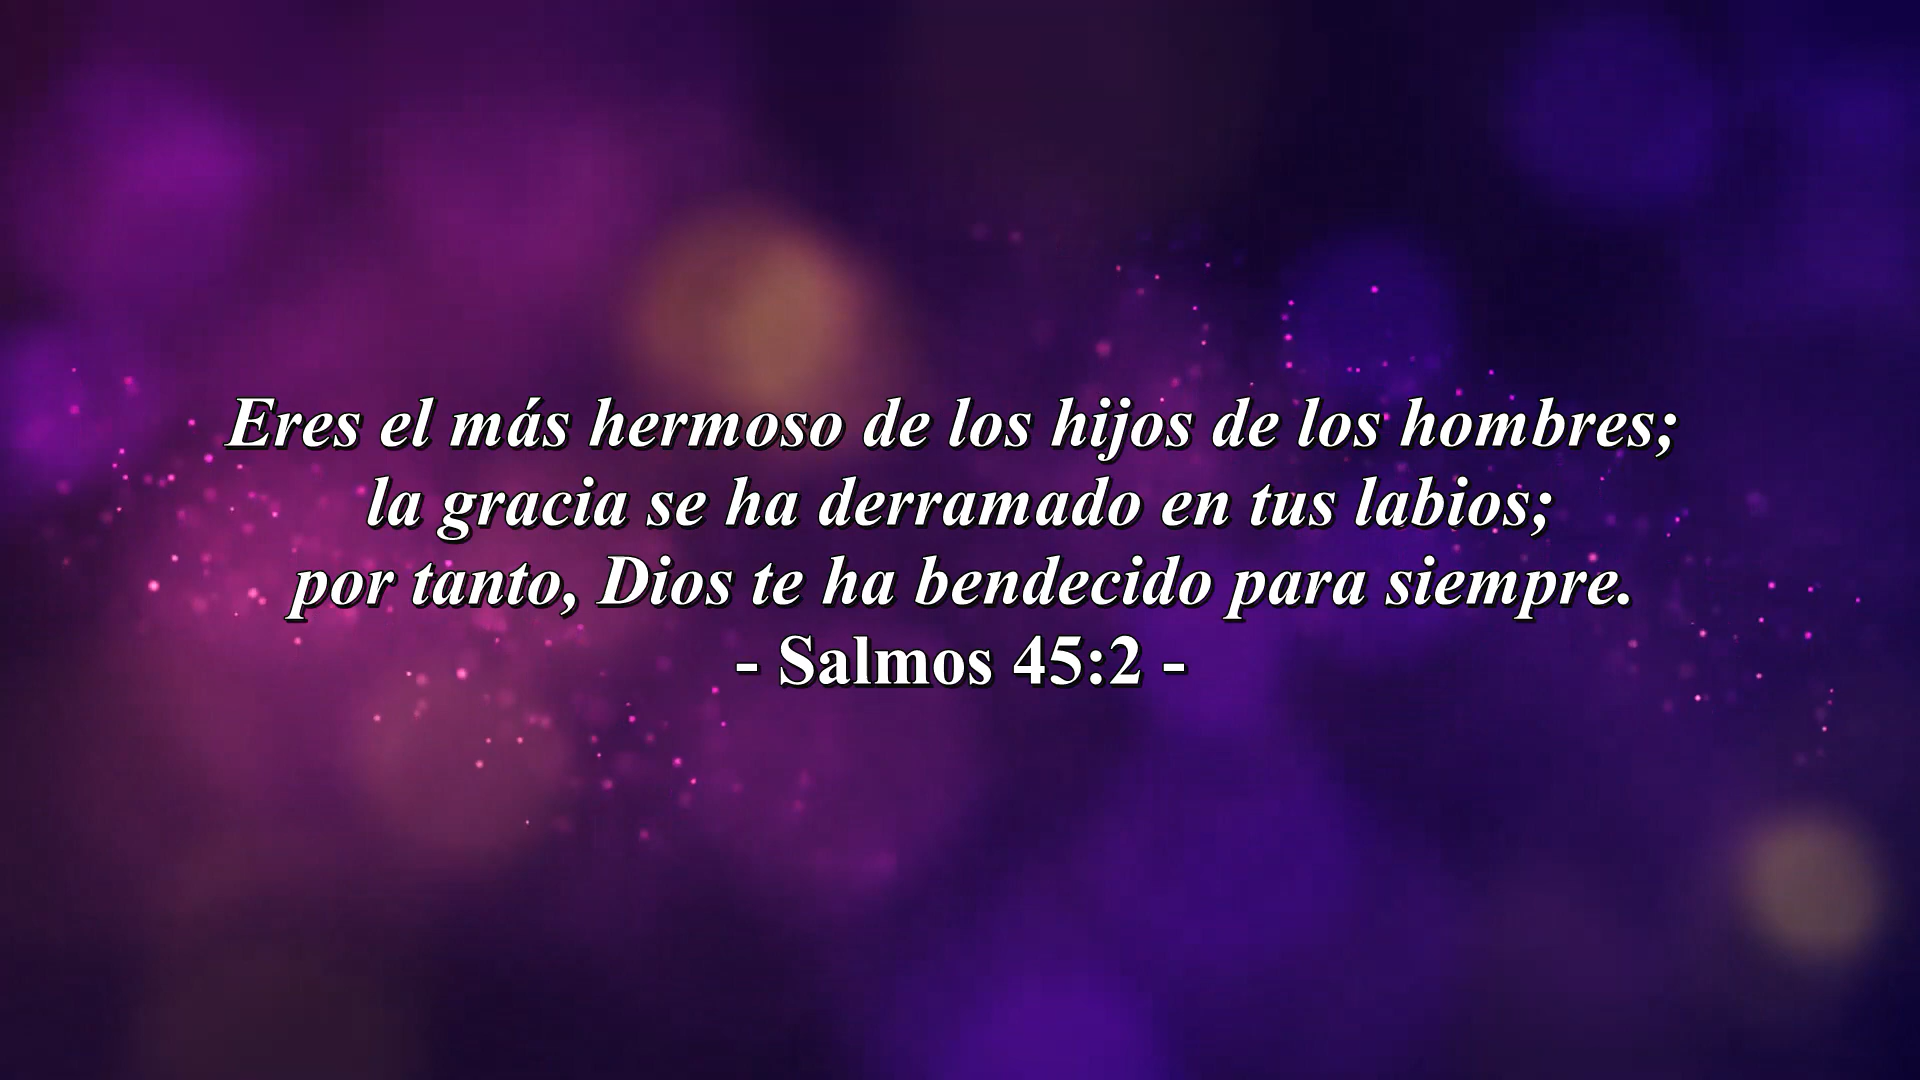 Eres el más hermoso de los hijos de los hombres;
la gracia se ha derramado en tus labios;
por tanto, Dios te ha bendecido para siempre.
- Salmos 45:2 -